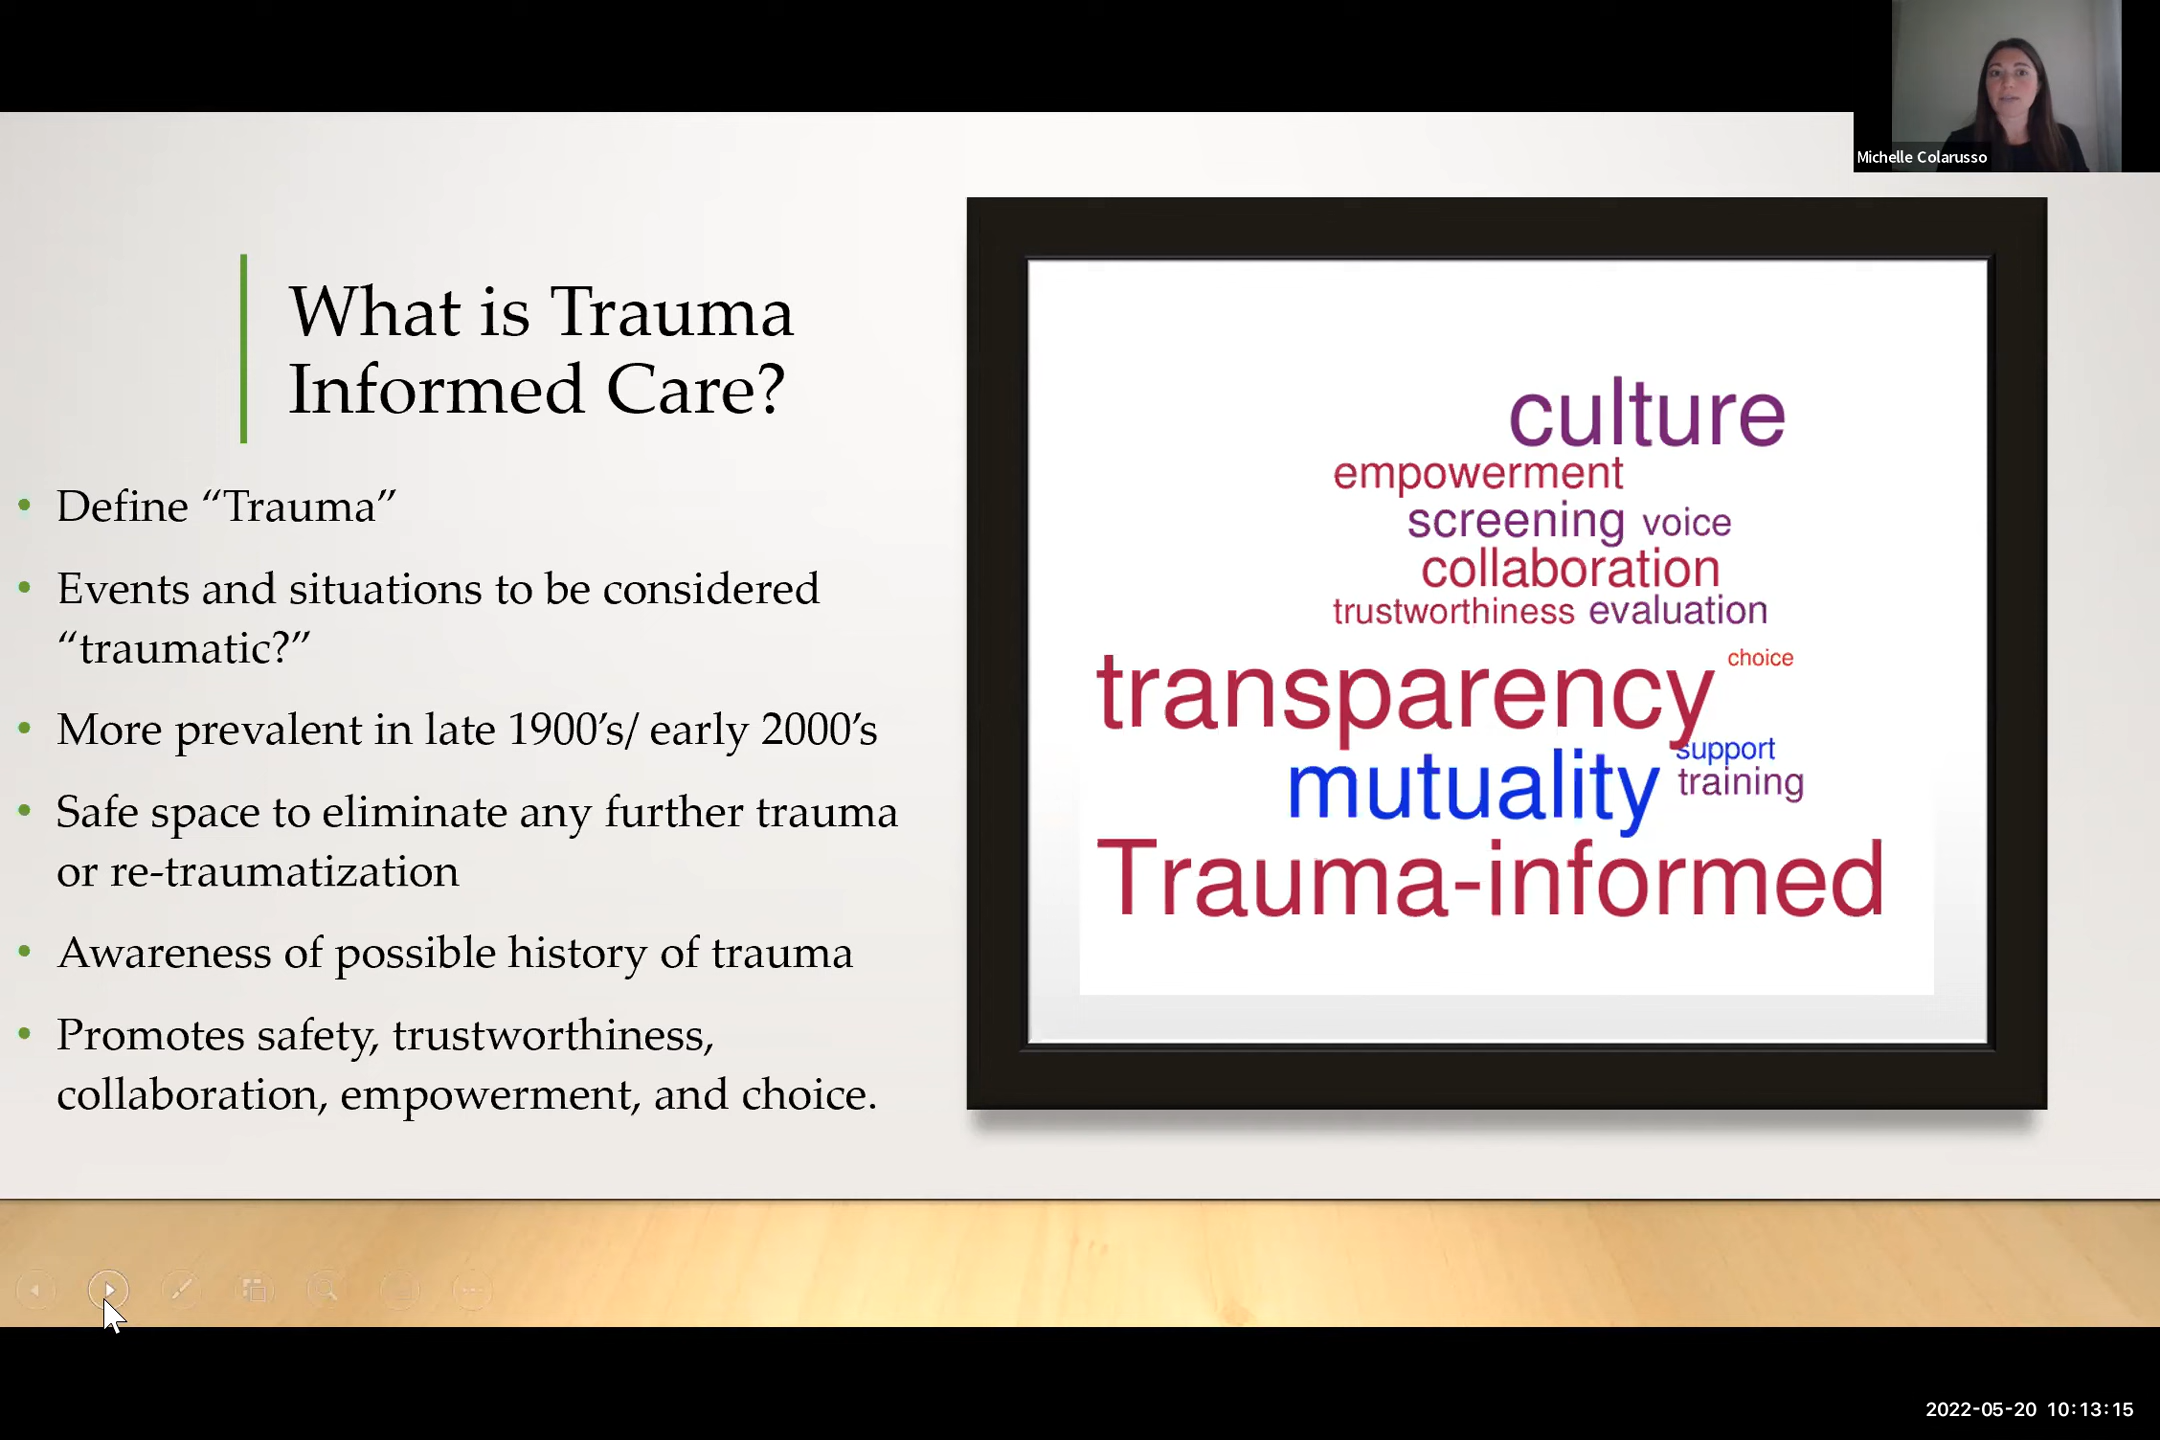 Michelle Colarusso
What is Trauma
Informed Care?
• Define “Trauma”
• Events and situations to be considered
“traumatic?”
• More prevalent in late 1900’s/ early 2000’s
• Safe space to eliminate any further trauma
or re-traumatization
• Awareness of possible history of trauma
• Promotes safety, trustworthiness,
collaboration, empowerment, and choice.
culture
empowerment
screening voice
collaboration
trustworthiness evaluation
transparency choice
support
mutuality training
Trauma-informed
2022-05-20 10:13:15